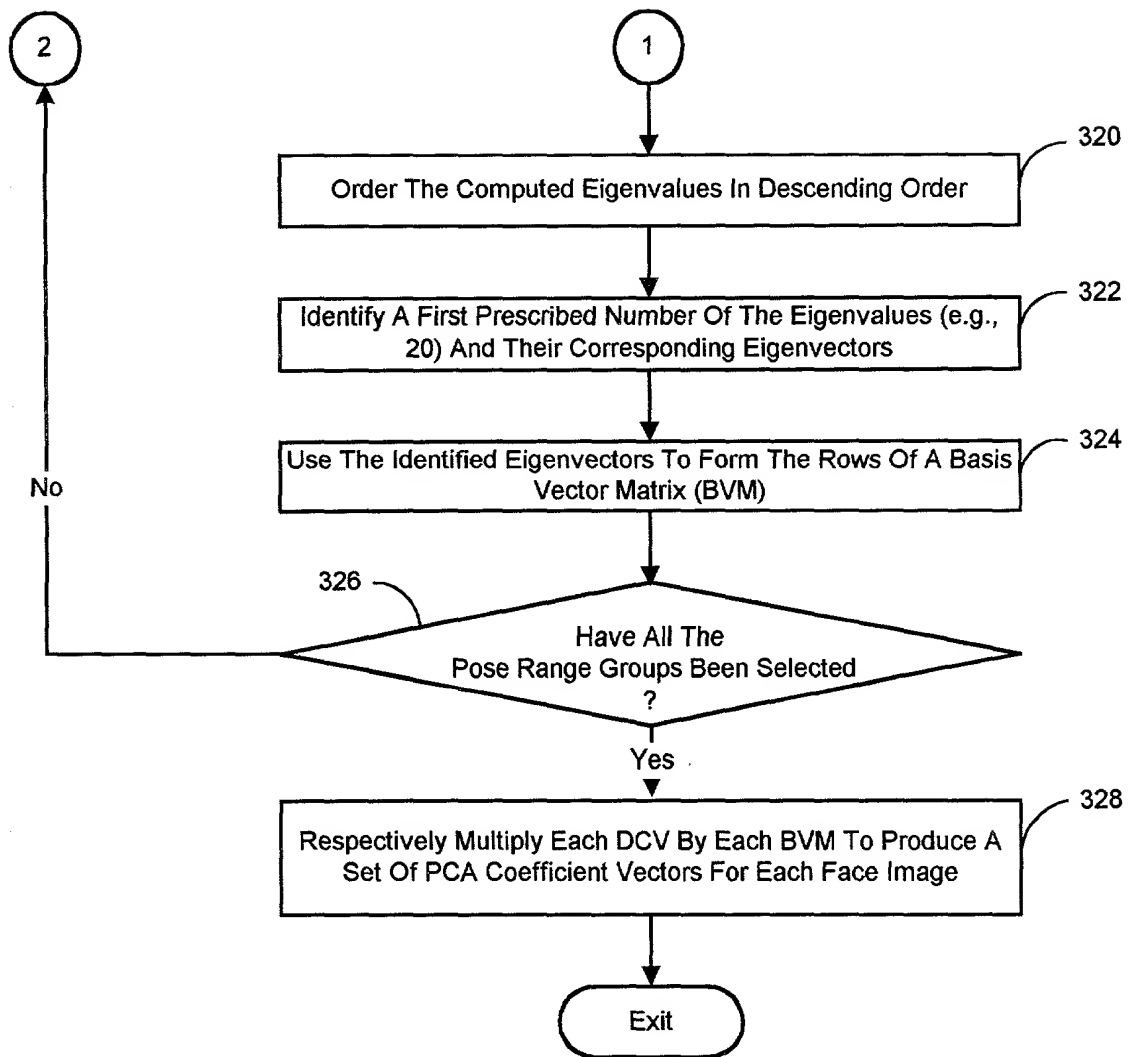 2
1
320
Order The Computed Eigenvalues In Descending Order
322
Identify A First Prescribed Number Of The Eigenvalues (e.g.,
20) And Their Corresponding Eigenvectors
324
Use The Identified Eigenvectors To Form The Rows Of A Basis
Vector Matrix (BVM)
No
326
Have All The
Pose Range Groups Been Selected
?
Yes
328
Respectively Multiply Each DCV By Each BVM To Produce A
Set Of PCA Coefficient Vectors For Each Face Image
Exit